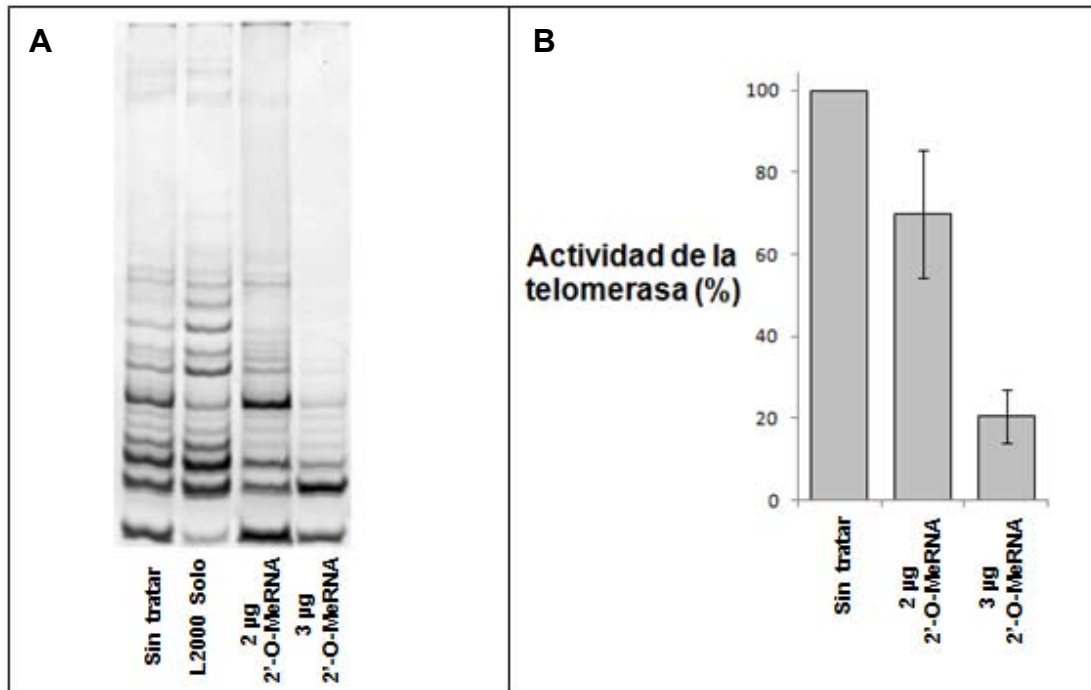 A
Sin tratar
L2000 Solo
2 µg
2'-O-MeRNA
3 µg
2'-O-MeRNA
B
Actividad de la
telomerasa (%)
100
80
60
40
20
0
Sin tratar
2 µg
2'-O-MeRNA
3 µg
2'-O-MeRNA